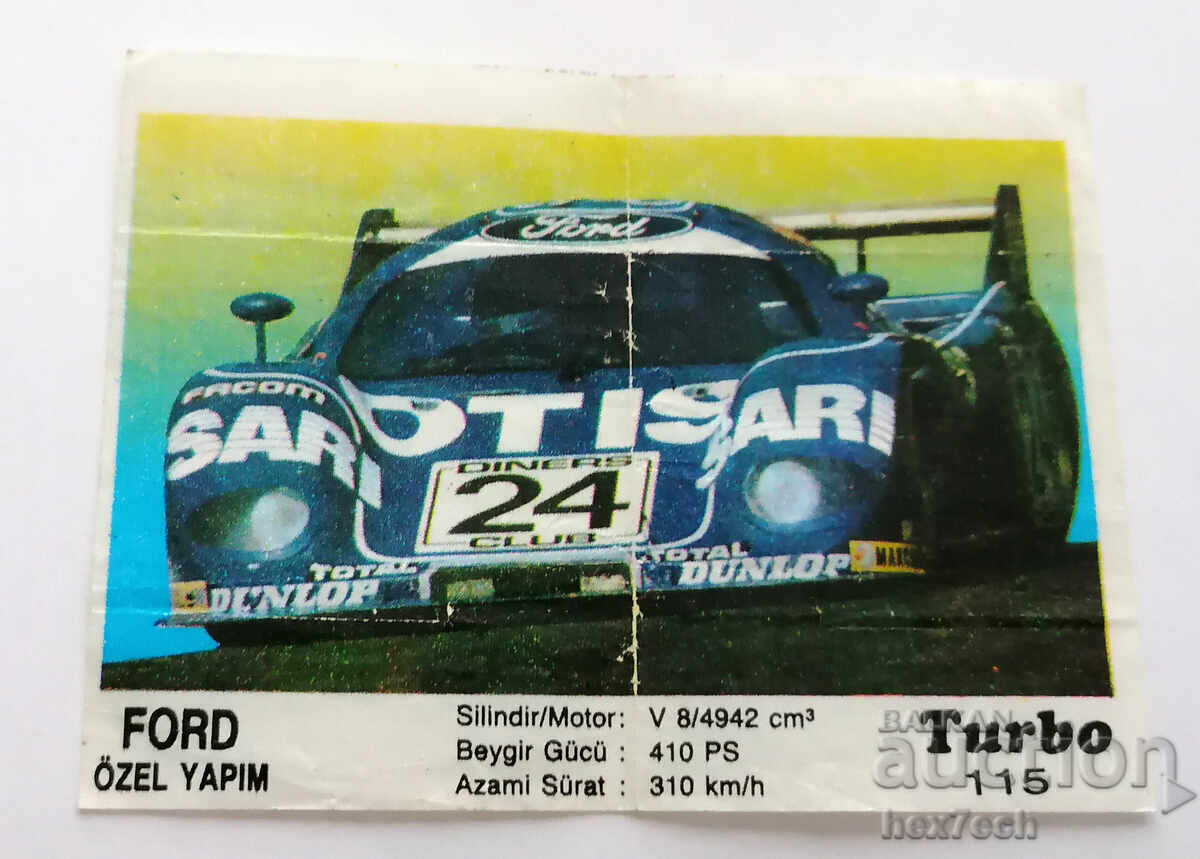 Ford
FACOM
SARI OTIS SARI
DINERS
24
CLUB
TOTAL
DUNLOP
TOTAL
DUNLOP
FORD
ÖZEL YAPIM
Silindir/Motor: V 8/4942 cm³
Beygir Gücü : 410 PS
Azami Sürat : 310 km/h
Turbo
115
BALKAN
auction
hex7ech